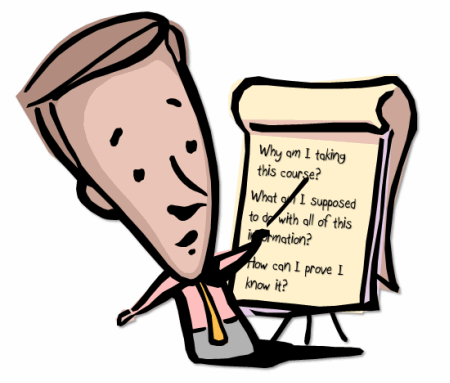 Why am I taking
this course?
What am I supposed
to do with all of this
information?
How can I prove I
know it?